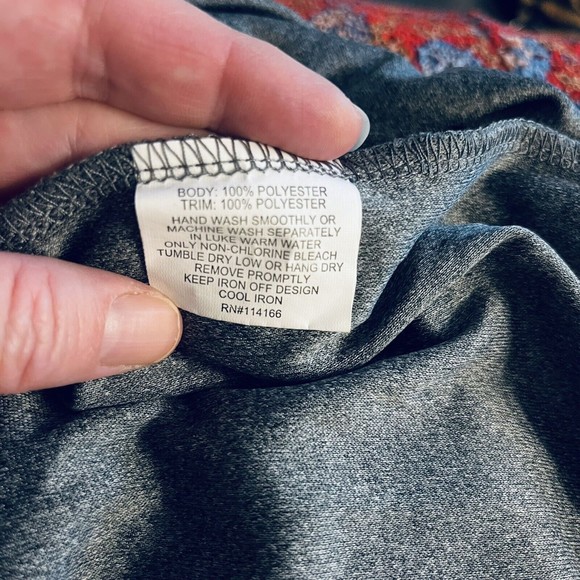 BODY: 100% POLYESTER
TRIM: 100% POLYESTER
HAND WASH SMOOTHLY OR
MACHINE WASH SEPARATELY
IN LUKE WARM WATER
ONLY NON-CHLORINE BLEACH
TUMBLE DRY LOW OR HANG DRY
REMOVE PROMPTLY
KEEP IRON OFF DESIGN
COOL IRON
RN#114166